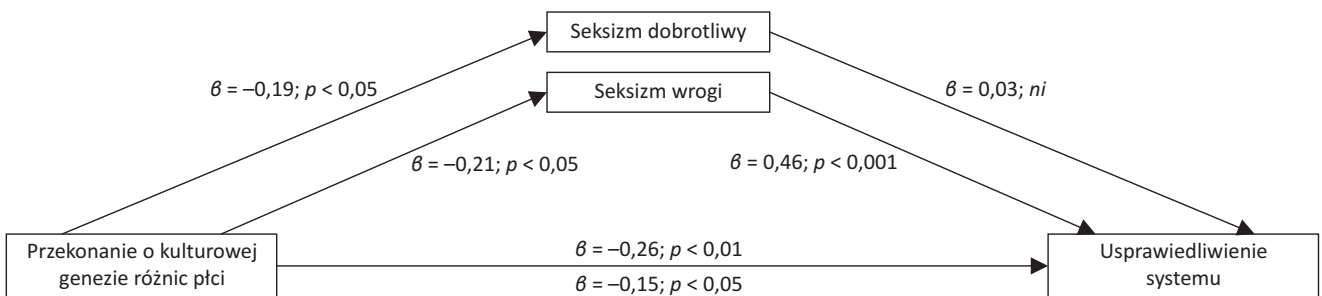 Seksizm dobrotliwy
β = –0,19; p < 0,05
Seksizm wrogi
β = 0,03; ni
β = –0,21; p < 0,05
β = 0,46; p < 0,001
Przekonanie o kulturowej
genezie różnic płci
β = –0,26; p < 0,01
β = –0,15; p < 0,05
Usprawiedliwienie
systemu